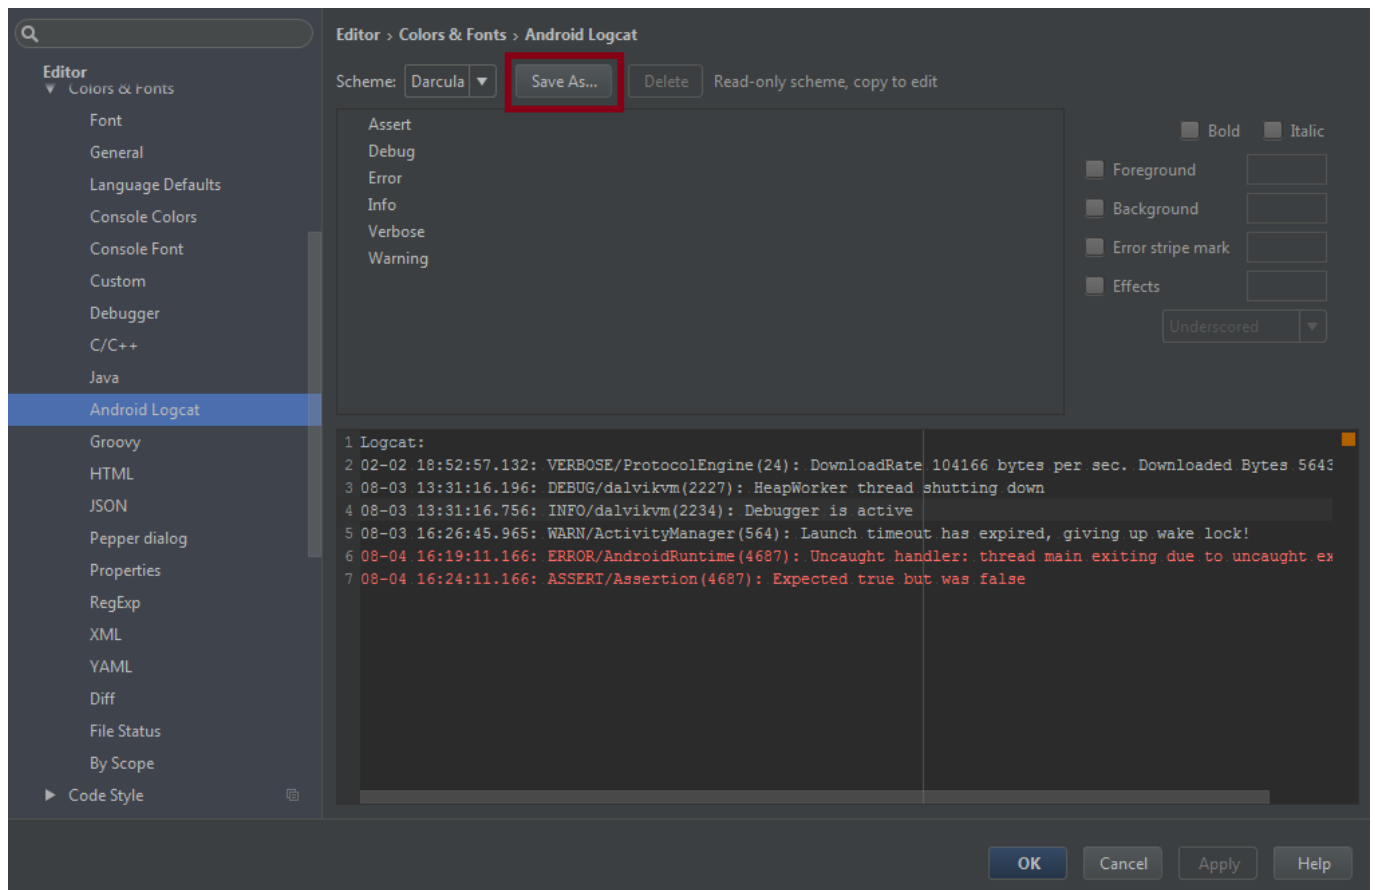 Editor › Colors & Fonts › Android Logcat
Editor
Colors & Fonts
Font
General
Language Defaults
Console Colors
Console Font
Custom
Debugger
C/C++
Java
Android Logcat
Groovy
HTML
JSON
Pepper dialog
Properties
RegExp
XML
YAML
Diff
File Status
By Scope
Code Style
Scheme: Darcula Save As... Delete Read-only scheme, copy to edit
Assert
Debug
Error
Info
Verbose
Warning
Bold Italic
Foreground
Background
Error stripe mark
Effects
Underscored
1 Logcat:
2 02-02 18:52:57.132: VERBOSE/ProtocolEngine(24): DownloadRate 104166 bytes per sec. Downloaded Bytes 5643
3 08-03 13:31:16.196: DEBUG/dalvikvm(2227): HeapWorker thread shutting down
4 08-03 13:31:16.756: INFO/dalvikvm(2234): Debugger is active
5 08-03 16:26:45.965: WARN/ActivityManager(564): Launch timeout has expired, giving up wake lock!
6 08-04 16:19:11.166: ERROR/AndroidRuntime(4687): Uncaught handler: thread main exiting due to uncaught ex
7 08-04 16:24:11.166: ASSERT/Assertion(4687): Expected true but was false
OK Cancel Apply Help